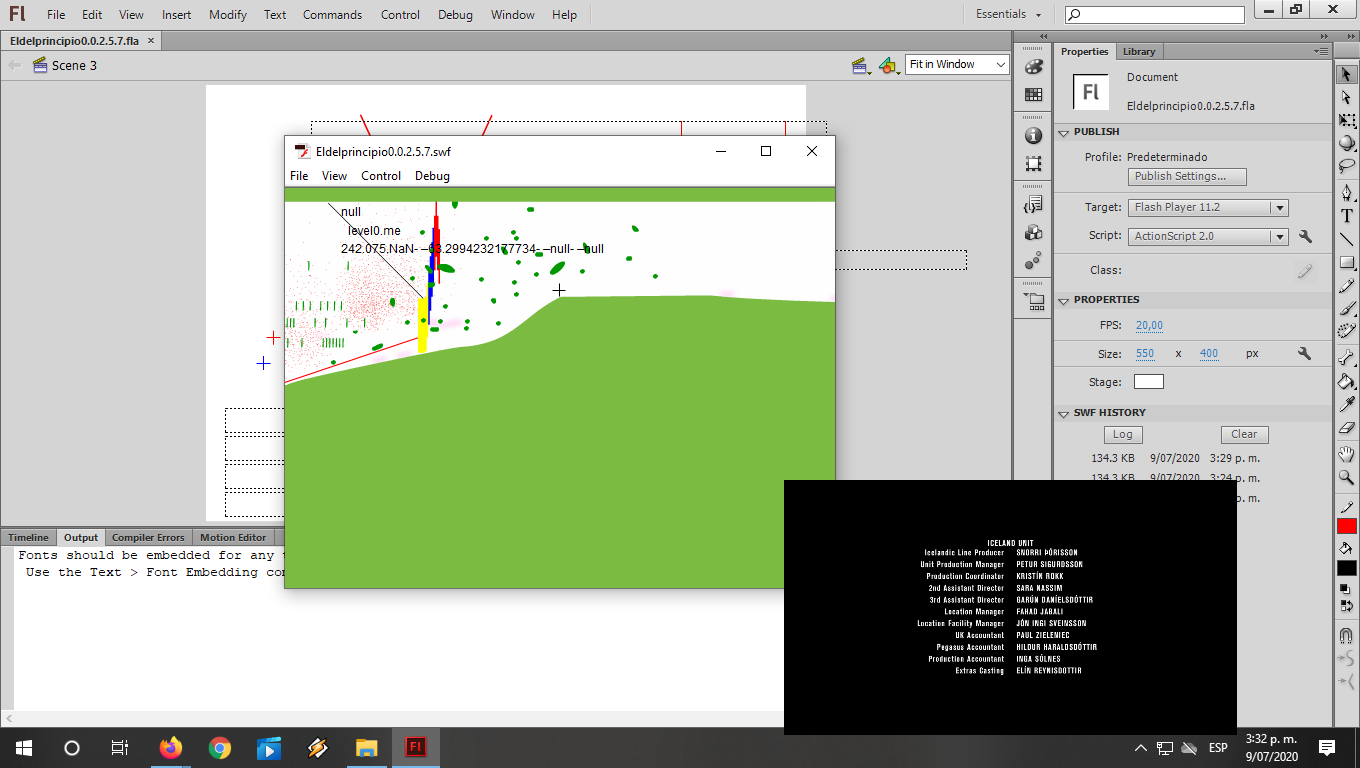 Fl File Edit View Insert Modify Text Commands Control Debug Window Help Essentials
Eldelprincipio0.0.2.5.7.fla ×
Scene 3 Fit in Window
Properties Library
Fl Document
Eldelprincipio0.0.2.5.7.fla
PUBLISH
Profile: Predeterminado
Publish Settings...
Target: Flash Player 11.2
Script: ActionScript 2.0
Class:
PROPERTIES
FPS: 20,00
Size: 550 x 400 px
Stage:
SWF HISTORY
Log Clear
134.3 KB 9/07/2020 3:29 p. m.
134.3 KB 9/07/2020 3:24 p. m.
p. m.
Eldelprincipio0.0.2.5.7.swf
File View Control Debug
null
level0.me
242.075.NaN- –63.2994232177734- –null- –null
Timeline Output Compiler Errors Motion Editor
Fonts should be embedded for any t
Use the Text > Font Embedding con
ICELAND UNIT
Icelandic Line Producer SNORRI ÞÓRISSON
Unit Production Manager PETUR SIGURDSSON
Production Coordinator KRISTÍN ROKK
2nd Assistant Director SARA NASSIM
3rd Assistant Director GARÚN DANÍELSDÓTTIR
Location Manager FAHAD JABALI
Location Facility Manager JÓN INGI SVEINSSON
UK Accountant PAUL ZIELENIEC
Pegasus Accountant HILDUR HARALDSDÓTTIR
Production Accountant INGA SÓLNES
Extras Casting ELÍN REYNISDOTTIR
Fl ESP 3:32 p. m.
9/07/2020